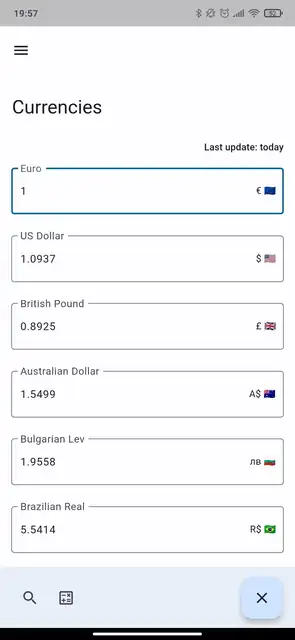 19:57
52
Currencies
Last update: today
Euro
1 €
US Dollar
1.0937 $
British Pound
0.8925 £
Australian Dollar
1.5499 A$
Bulgarian Lev
1.9558 лв
Brazilian Real
5.5414 R$